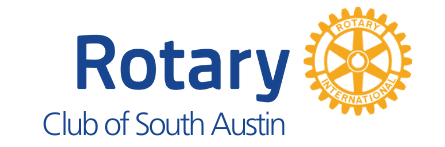 Rotary
Club of South Austin
ROTARY
INTERNATIONAL